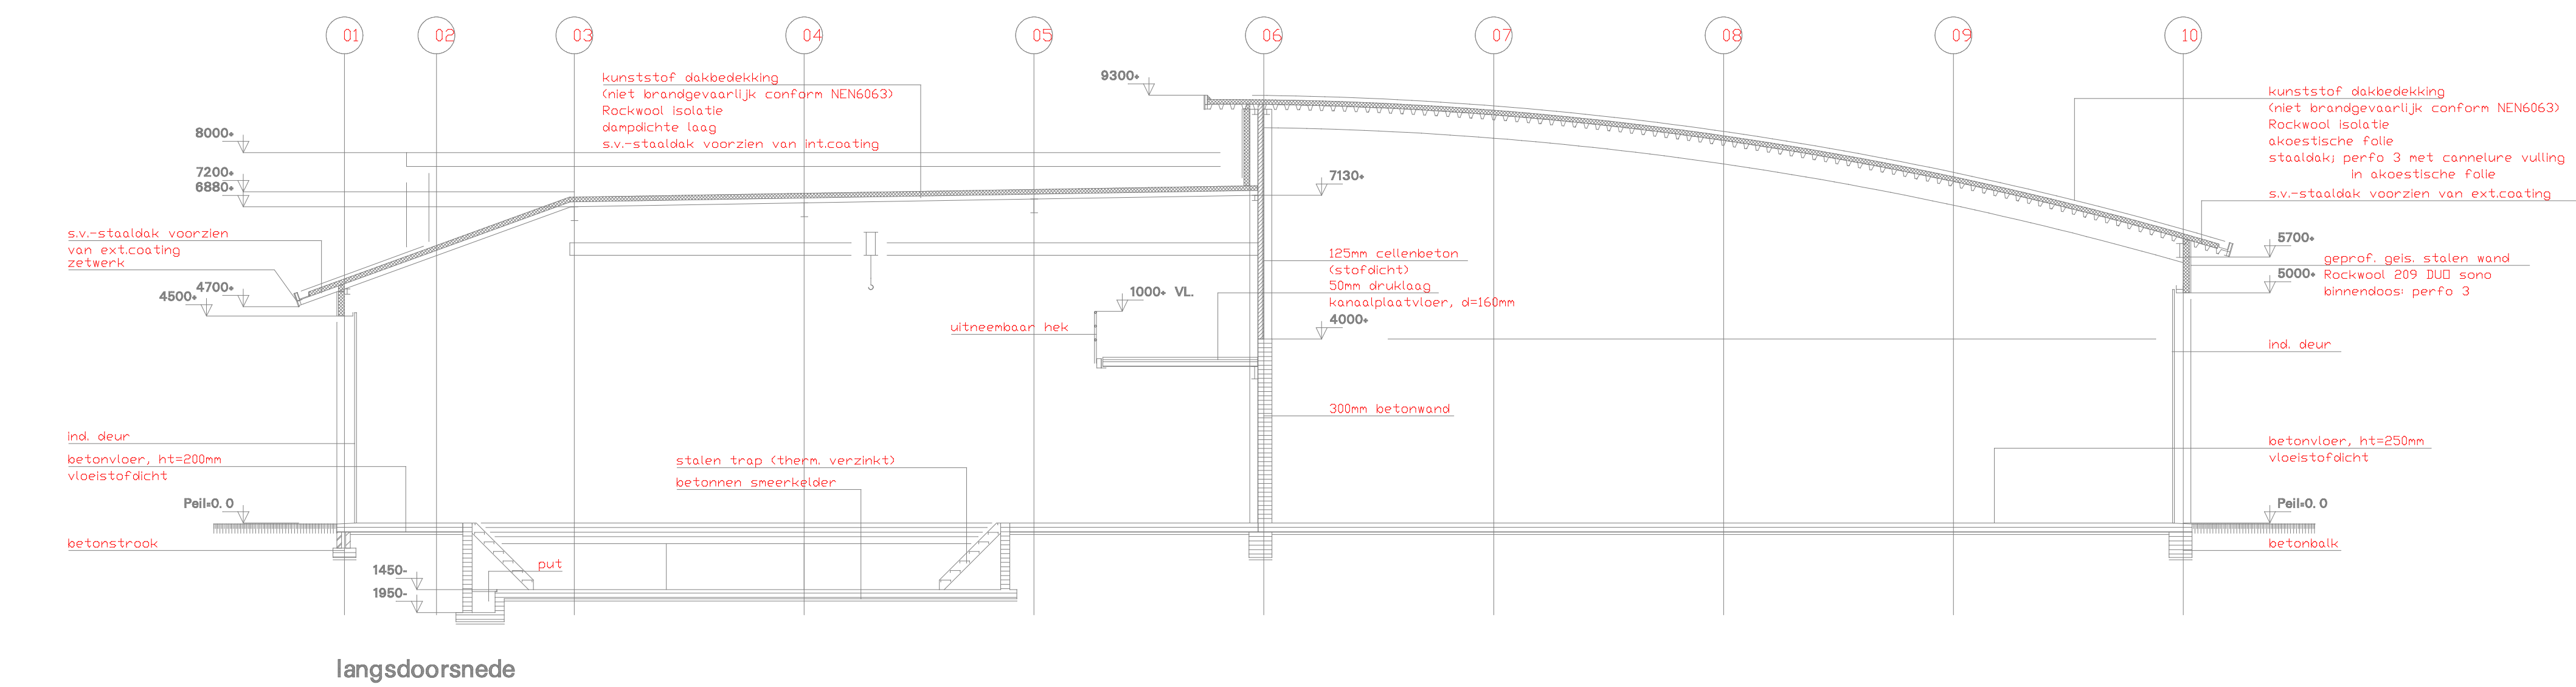 01 02 03 04 05 06 07 08 09 10
kunststof dakbedekking
(niet brandgevaarlijk conform NEN6063)
Rockwool isolatie
dampdichte laag
s.v.-staaldak voorzien van int.coating
9300+
kunststof dakbedekking
(niet brandgevaarlijk conform NEN6063)
Rockwool isolatie
akoestische folie
staaldak; perfo 3 met cannelure vulling
in akoestische folie
s.v.-staaldak voorzien van ext.coating
8000+
7200+
6880+
7130+
s.v.-staaldak voorzien
van ext.coating
zetwerk
4700+
4500+
125mm cellenbeton
(stofdicht)
50mm druklaag
kanaalplaatvloer, d=160mm
1000+ VL.
uitneembaar hek
4000+
5700+
geprof. geis. stalen wand
Rockwool 209 DUO sono
binnendoos: perfo 3
5000+
ind. deur
300mm betonwand
ind. deur
betonvloer, ht=200mm
vloeistofdicht
stalen trap (therm. verzinkt)
betonnen smeerkelder
betonvloer, ht=250mm
vloeistofdicht
Peil=0.0
Peil=0.0
betonstrook
betonbalk
put
1450-
1950-
langsdoorsnede